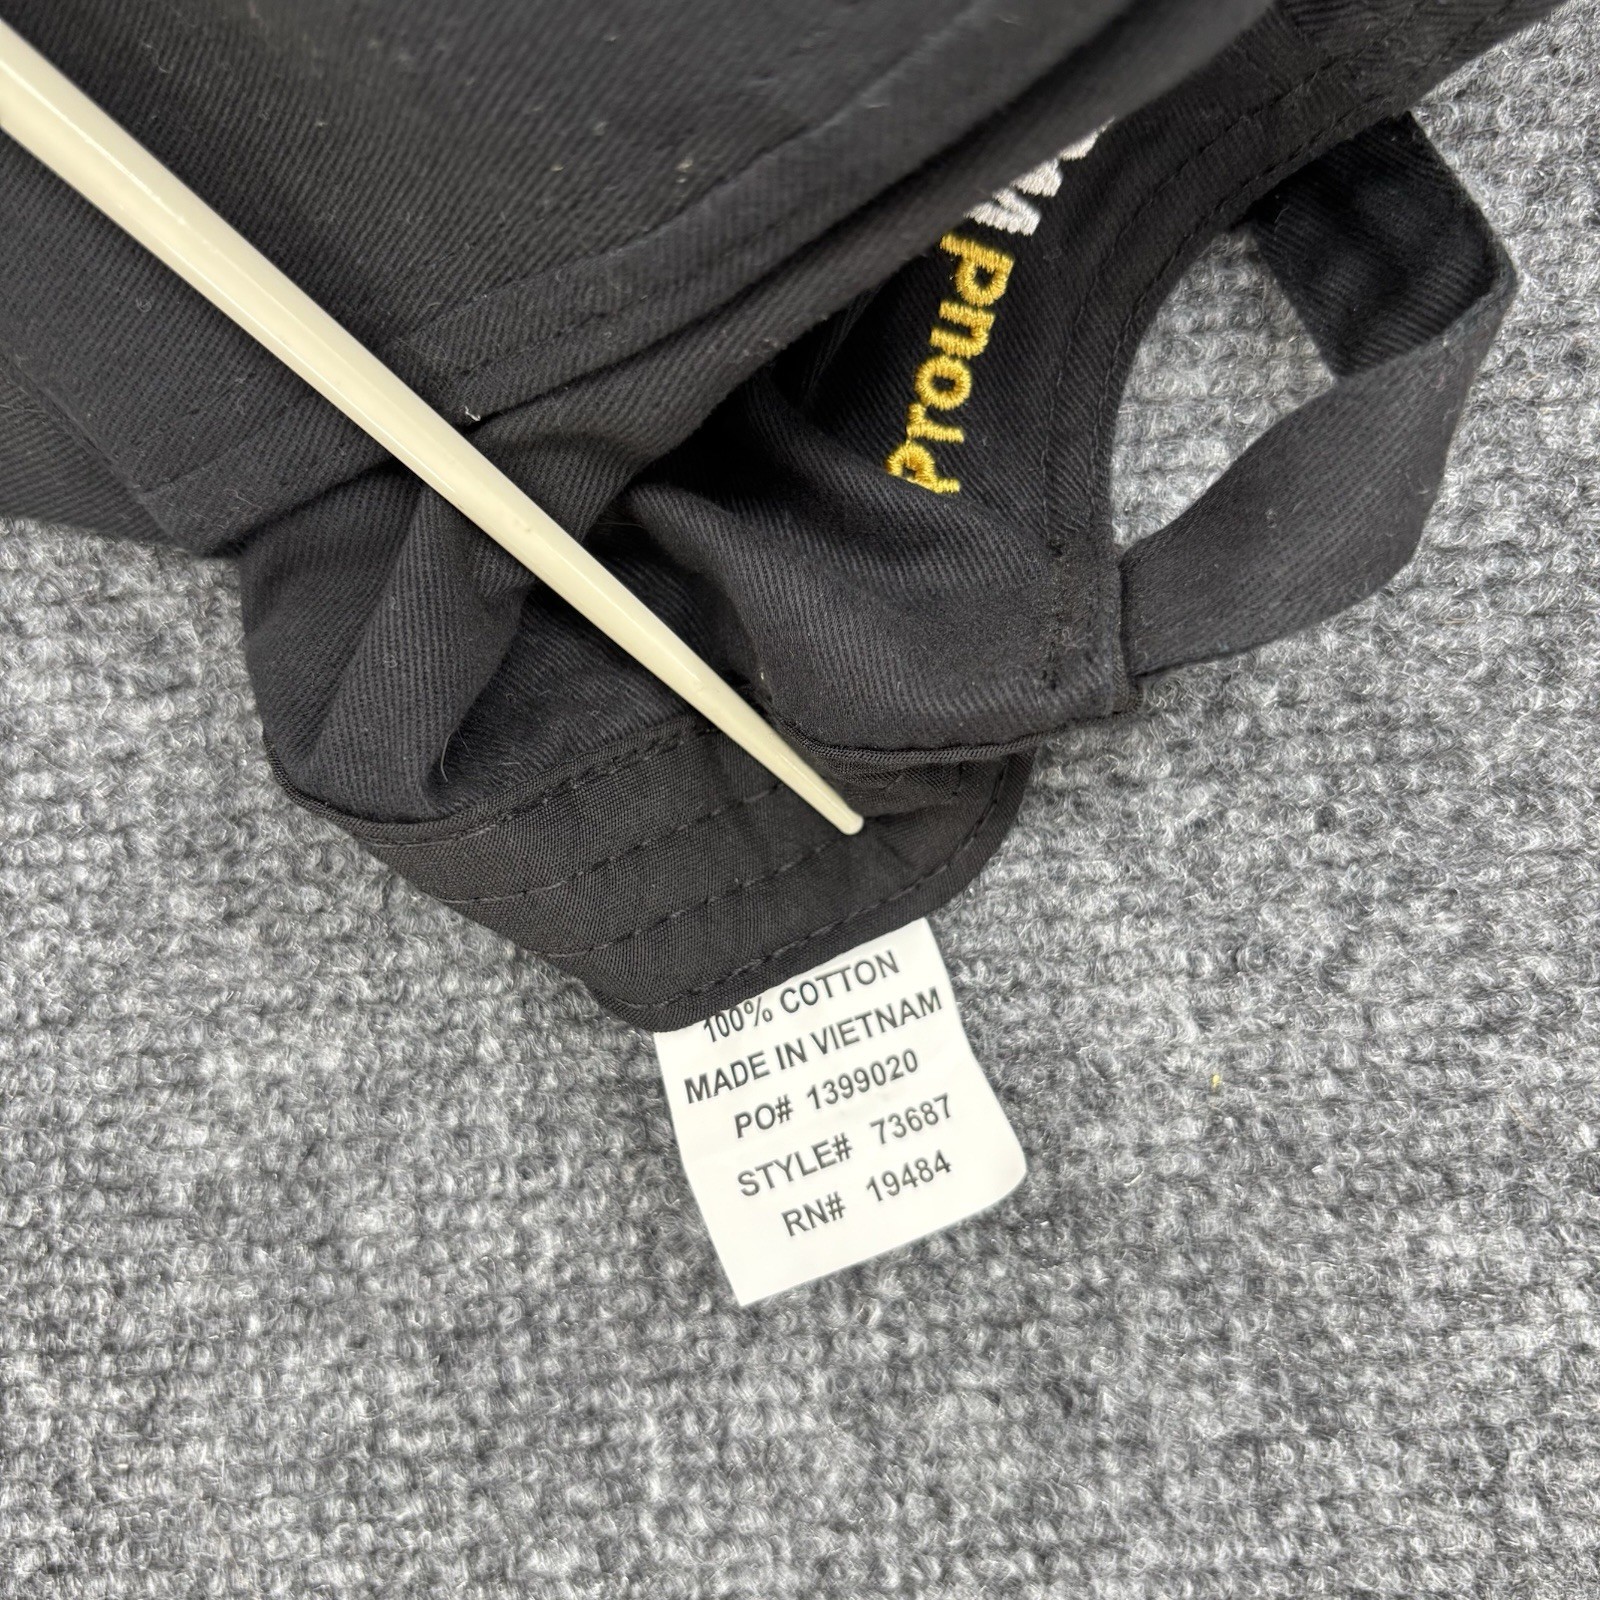 Proud
100% COTTON
MADE IN VIETNAM
PO# 1399020
STYLE# 73687
RN# 19484